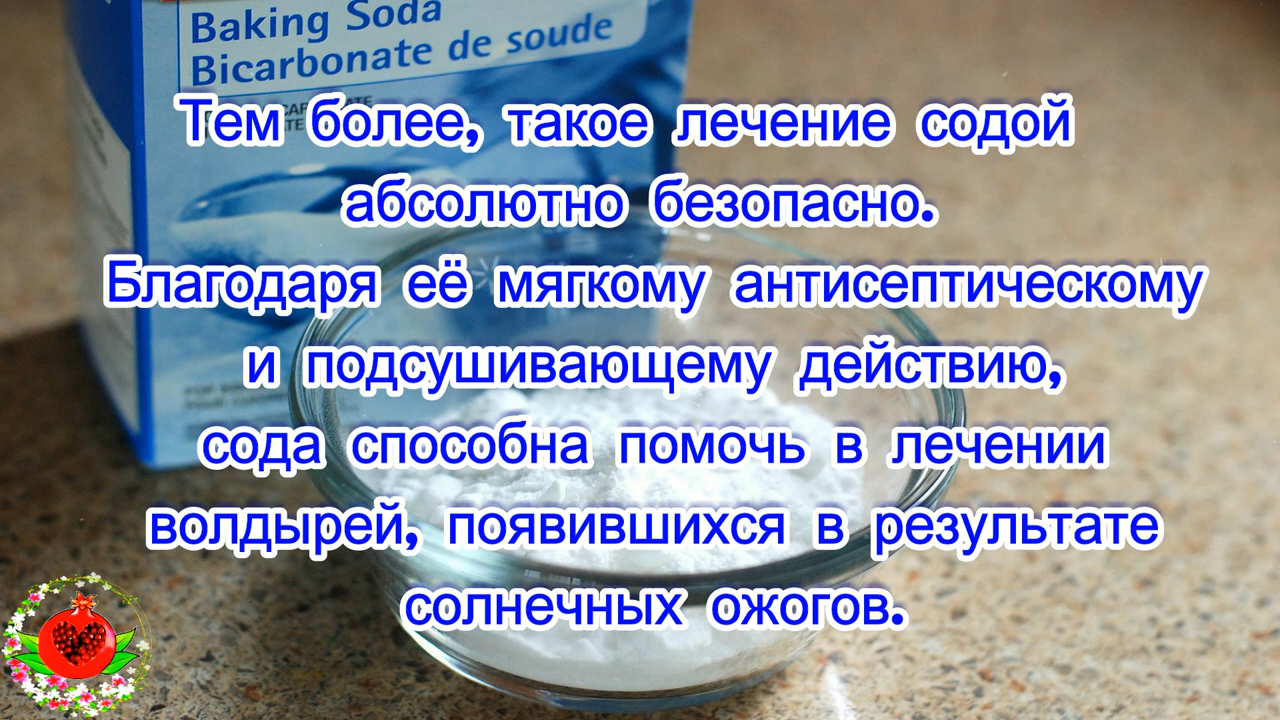 Baking Soda
Bicarbonate de soude
Тем более, такое лечение содой
абсолютно безопасно.
Благодаря её мягкому антисептическому
и подсушивающему действию,
сода способна помочь в лечении
волдырей, появившихся в результате
солнечных ожогов.